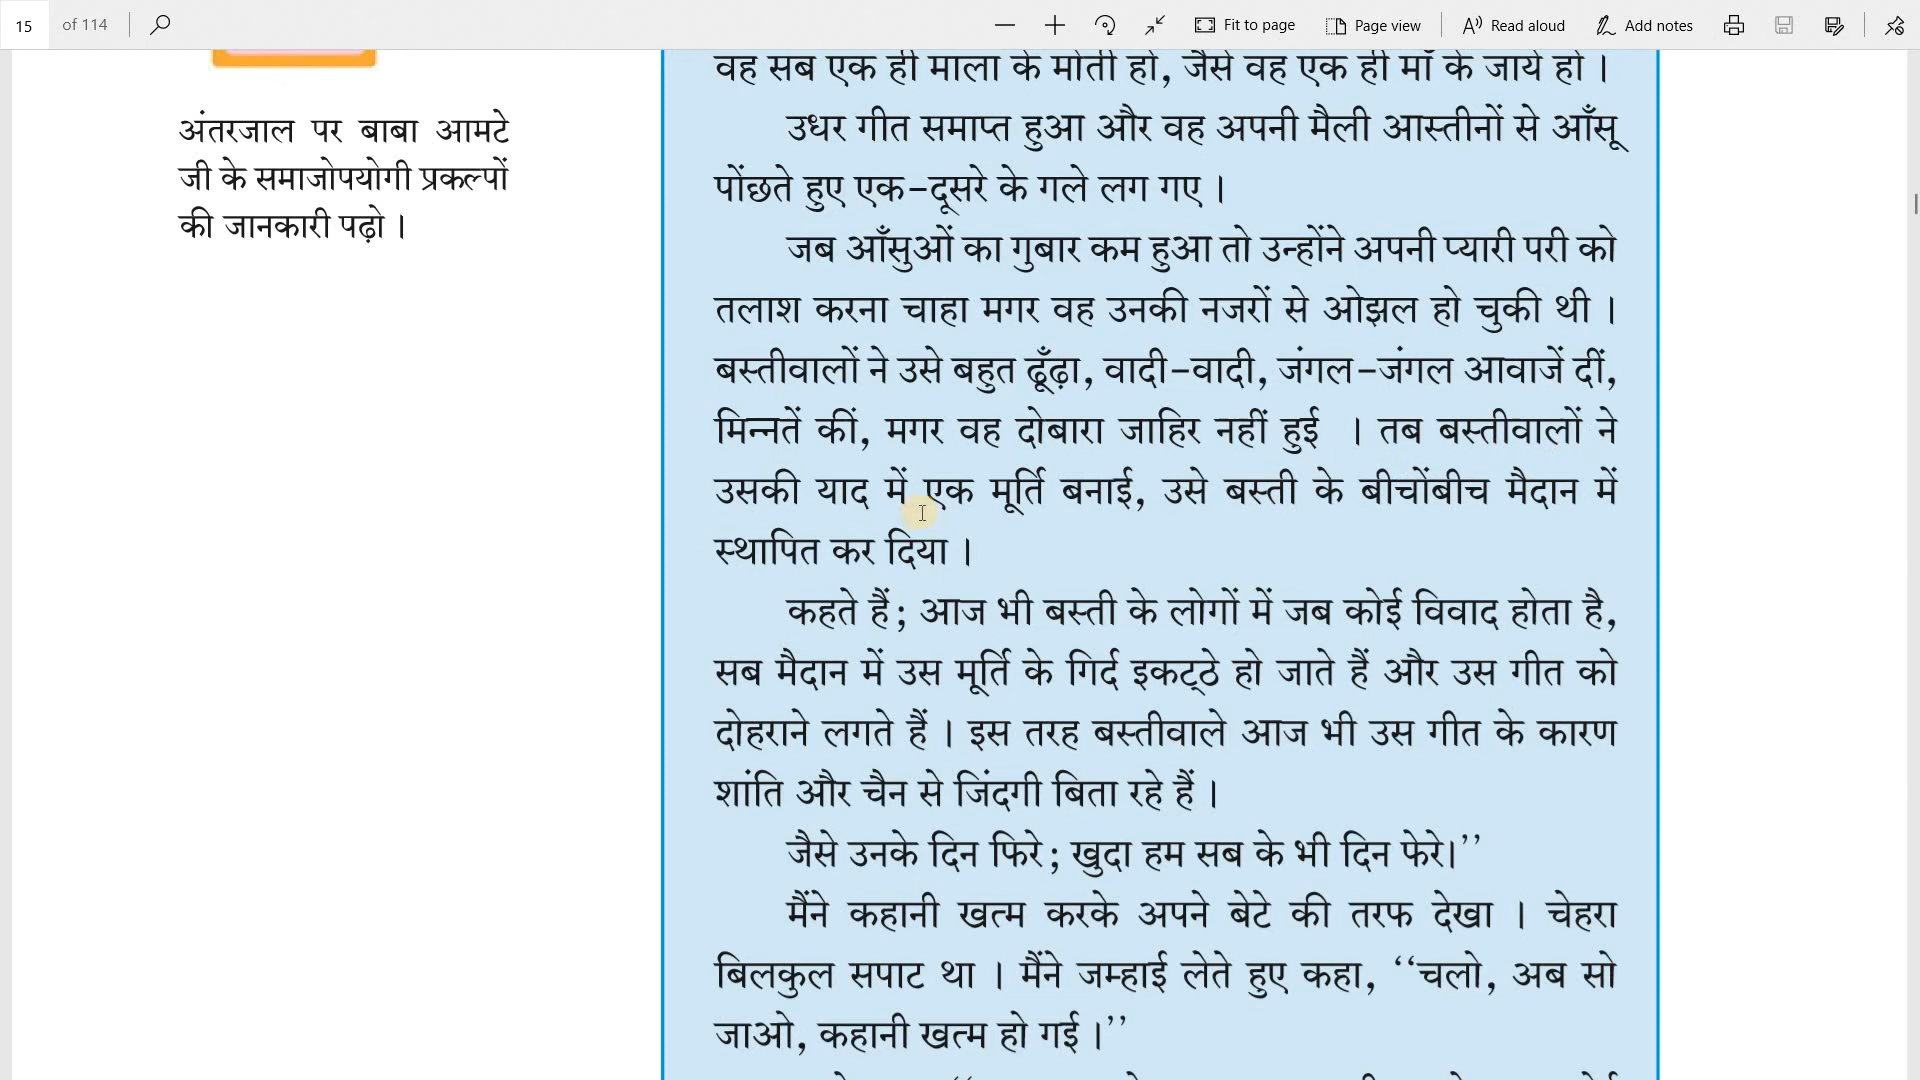 15 of 114 Fit to page Page view Read aloud Add notes
अंतरजाल पर बाबा आमटे
जी के समाजोपयोगी प्रकल्पों
की जानकारी पढ़ो ।
वह सब एक ही माला के मोती हों, जैसे वह एक ही माँ के जाये हों ।
उधर गीत समाप्त हुआ और वह अपनी मैली आस्तीनों से आँसू
पोंछते हुए एक-दूसरे के गले लग गए ।
जब आँसुओं का गुबार कम हुआ तो उन्होंने अपनी प्यारी परी को
तलाश करना चाहा मगर वह उनकी नजरों से ओझल हो चुकी थी ।
बस्तीवालों ने उसे बहुत ढूँढ़ा, वादी-वादी, जंगल-जंगल आवाजें दीं,
मिन्नतें कीं, मगर वह दोबारा जाहिर नहीं हुई । तब बस्तीवालों ने
उसकी याद में एक मूर्ति बनाई, उसे बस्ती के बीचोंबीच मैदान में
स्थापित कर दिया ।
कहते हैं; आज भी बस्ती के लोगों में जब कोई विवाद होता है,
सब मैदान में उस मूर्ति के गिर्द इकट्ठे हो जाते हैं और उस गीत को
दोहराने लगते हैं । इस तरह बस्तीवाले आज भी उस गीत के कारण
शांति और चैन से जिंदगी बिता रहे हैं ।
जैसे उनके दिन फिरे; खुदा हम सब के भी दिन फेरे।’’
मैंने कहानी खत्म करके अपने बेटे की तरफ देखा । चेहरा
बिलकुल सपाट था । मैंने जम्हाई लेते हुए कहा, ‘‘चलो, अब सो
जाओ, कहानी खत्म हो गई ।’’